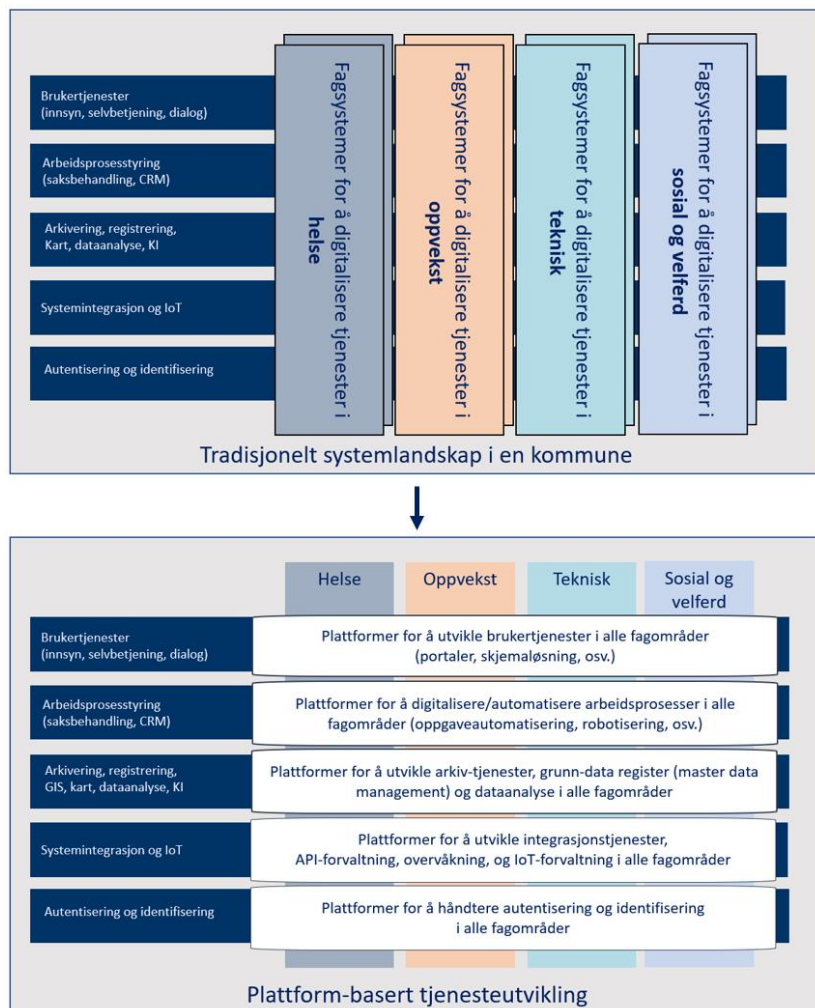 Brukertjenester
(innsyn, selvbetjening, dialog)
Arbeidsprosesstyring
(saksbehandling, CRM)
Arkivering, registrering,
Kart, dataanalyse, KI
Systemintegrasjon og IoT
Autentisering og identifisering
Fagsystemer for å digitalisere tjenester i
helse
Fagsystemer for å digitalisere tjenester i
oppvekst
Fagsystemer for å digitalisere tjenester i
teknisk
Fagsystemer for å digitalisere tjenester i
sosial og velferd
Tradisjonelt systemlandskap i en kommune
Helse
Oppvekst
Teknisk
Sosial og
velferd
Brukertjenester
(innsyn, selvbetjening, dialog)
Plattformer for å utvikle brukertjenester i alle fagområder
(portaler, skjemaløsning, osv.)
Arbeidsprosesstyring
(saksbehandling, CRM)
Plattformer for å digitalisere/automatisere arbeidsprosesser i alle
fagområder (oppgaveautomatisering, robotisering, osv.)
Arkivering, registrering,
GIS, kart, dataanalyse, KI
Plattformer for å utvikle arkiv-tjenester, grunn-data register (master data
management) og dataanalyse i alle fagområder
Systemintegrasjon og IoT
Plattformer for å utvikle integrasjonstjenester,
API-forvaltning, overvåkning, og IoT-forvaltning i alle fagområder
Autentisering og identifisering
Plattformer for å håndtere autentisering og identifisering
i alle fagområder
Plattform-basert tjenesteutvikling